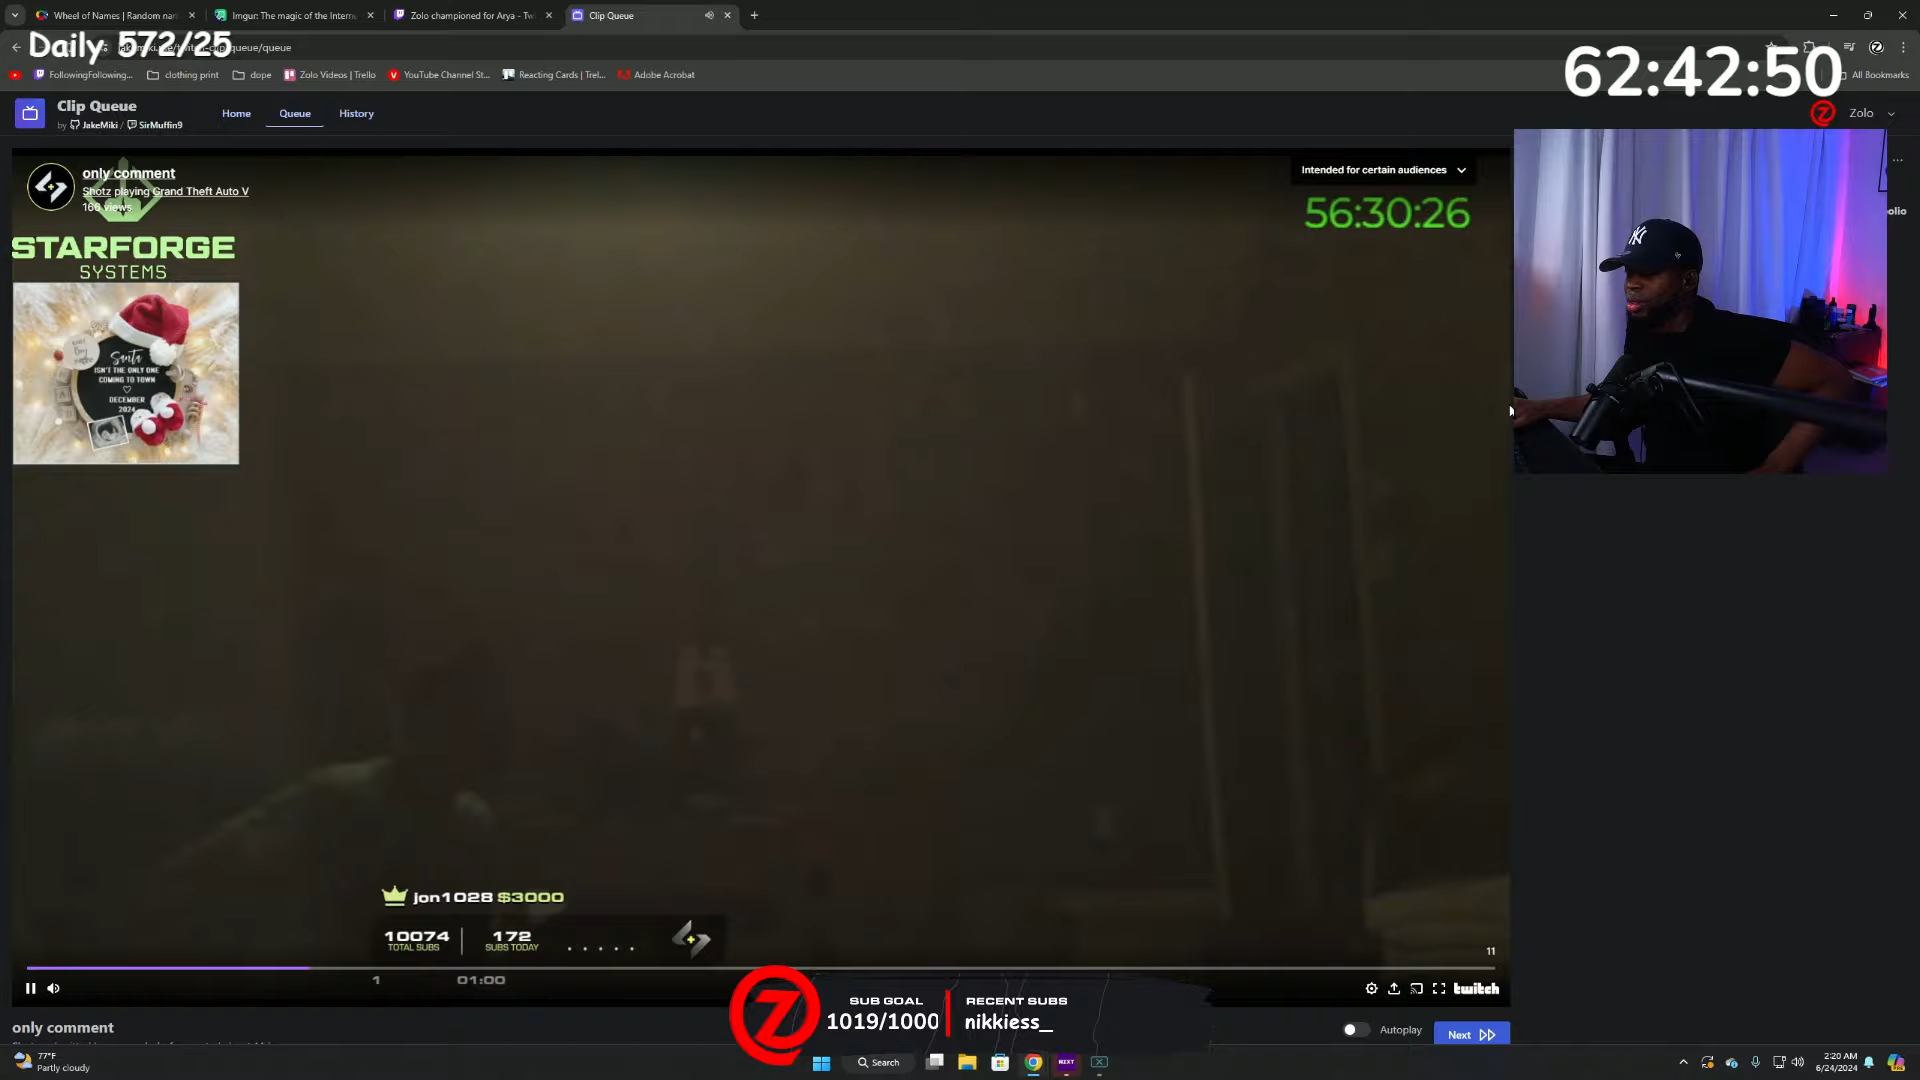 Wheel of Names | Random nam
Imgur: The magic of the Interne
Zolo championed for Arya - Tw
Clip Queue
Daily 572/25
queue/queue
62:42:50
FollowingFollowing...
clothing print
dope
Zolo Videos | Trello
YouTube Channel St...
Reacting Cards | Trel...
Adobe Acrobat
All Bookmarks
Clip Queue
by JakeMiki / SirMuffin9
Home
Queue
History
Zolo
only comment
Shotz playing Grand Theft Auto V
166 views
Intended for certain audiences
56:30:26
olio
STARFORGE
SYSTEMS
Santa
ISN'T THE ONLY ONE
COMING TO TOWN
DECEMBER
2024
NY
jon1028 $3000
10074
TOTAL SUBS
172
SUBS TODAY
.....
11
1
01:00
twitch
SUB GOAL
1019/1000
RECENT SUBS
nikkiess_
only comment
Autoplay
Next
77°F
Partly cloudy
Search
NEXT
2:20 AM
6/24/2024